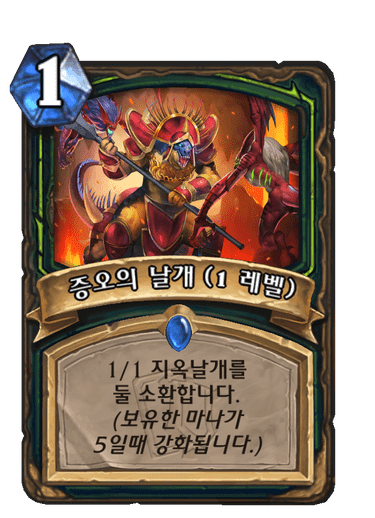 1
증오의 날개 (1 레벨)
1/1 지옥날개를
둘 소환합니다.
(보유한 마나가
5일때 강화됩니다.)